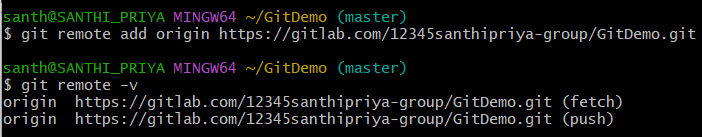 santh@SANTHI_PRIYA MINGW64 ~/GitDemo (master)
$ git remote add origin https://gitlab.com/12345santhipriya-group/GitDemo.git
santh@SANTHI_PRIYA MINGW64 ~/GitDemo (master)
$ git remote -v
origin  https://gitlab.com/12345santhipriya-group/GitDemo.git (fetch)
origin  https://gitlab.com/12345santhipriya-group/GitDemo.git (push)